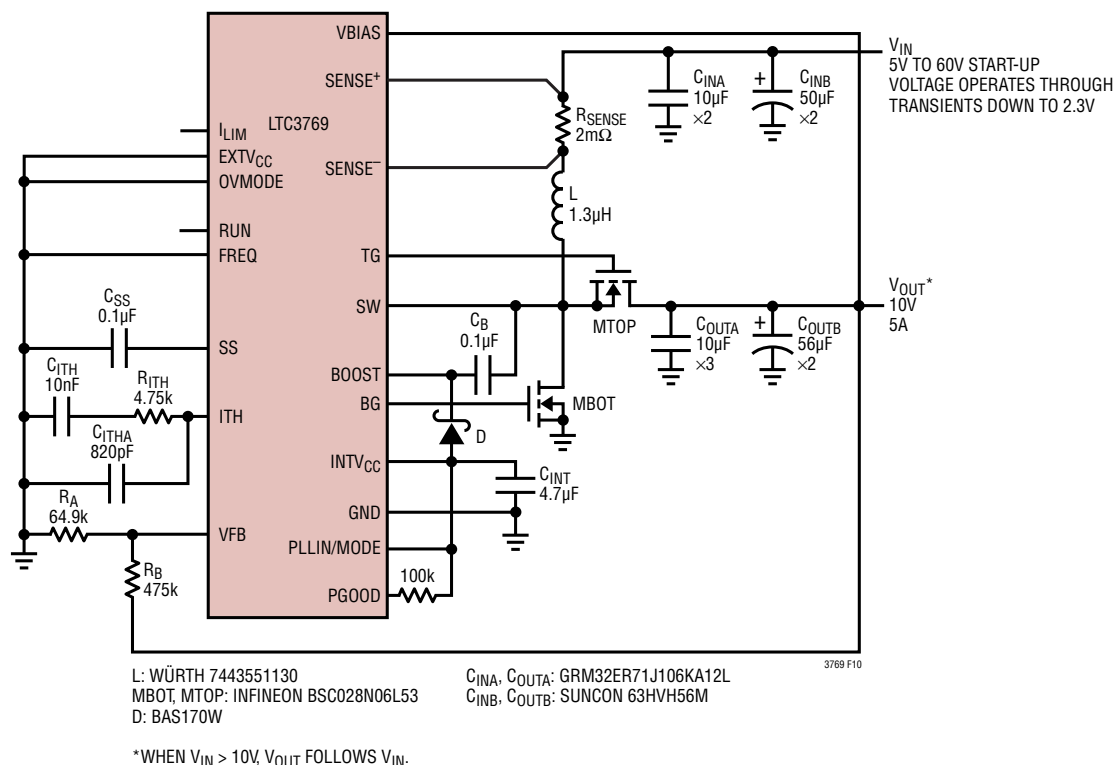 VBIAS
SENSE+
LTC3769
ILIM
EXTVCC
OVMODE
SENSE–
RUN
FREQ
TG
SW
SS
BOOST
BG
ITH
INTVCC
GND
VFB
PLLIN/MODE
PGOOD
VIN
5V TO 60V START-UP
VOLTAGE OPERATES THROUGH
TRANSIENTS DOWN TO 2.3V
CINA
10µF
×2
+
CINB
50µF
×2
RSENSE
2mΩ
L
1.3µH
MTOP
VOUT*
10V
5A
COUTA
10µF
×3
+
COUTB
56µF
×2
CB
0.1µF
MBOT
D
CINT
4.7µF
100k
CSS
0.1µF
CITH
10nF
RITH
4.75k
CITHA
820pF
RA
64.9k
RB
475k
3769 F10
L: WÜRTH 7443551130
MBOT, MTOP: INFINEON BSC028N06L53
D: BAS170W
CINA, COUTA: GRM32ER71J106KA12L
CINB, COUTB: SUNCON 63HVH56M
*WHEN VIN > 10V, VOUT FOLLOWS VIN.